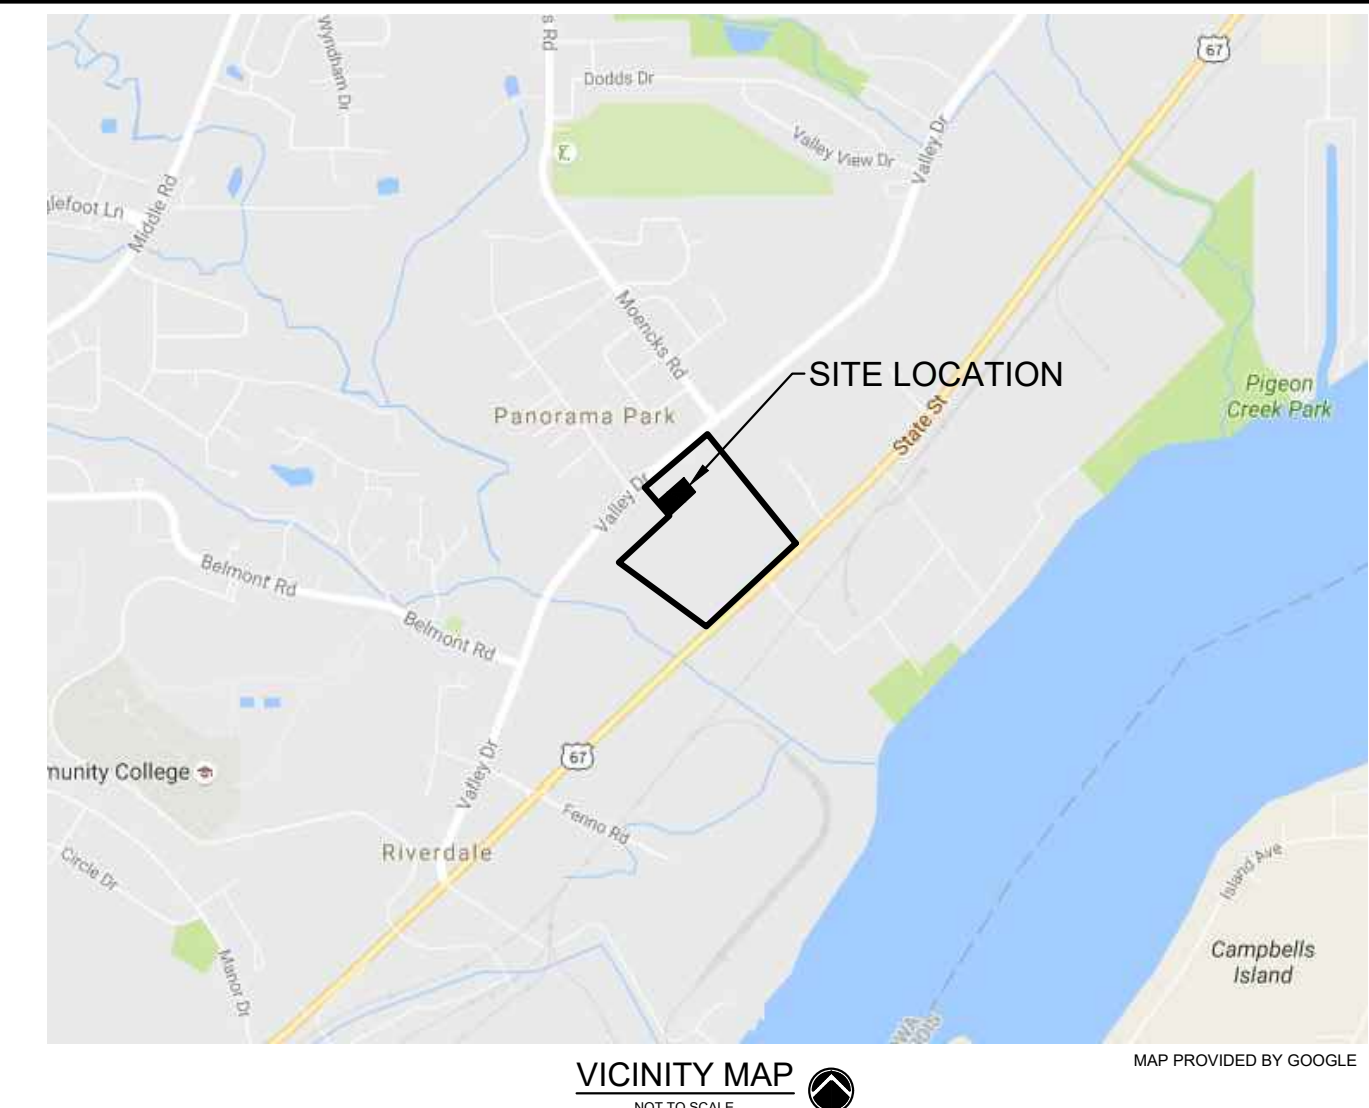 Wyndham Dr
s Rd
67
Dodds Dr
Valley View Dr
Valley Dr
lefoot Ln
Middle Rd
Moencks Rd
SITE LOCATION
Panorama Park
State St
Pigeon
Creek Park
Valley Dr
Belmont Rd
Belmont Rd
67
Valley Dr
munity College
Fenno Rd
Riverdale
Circle Dr
Island Ave
Manor Dr
Campbells
Island
WA
OIS
VICINITY MAP
NOT TO SCALE
MAP PROVIDED BY GOOGLE